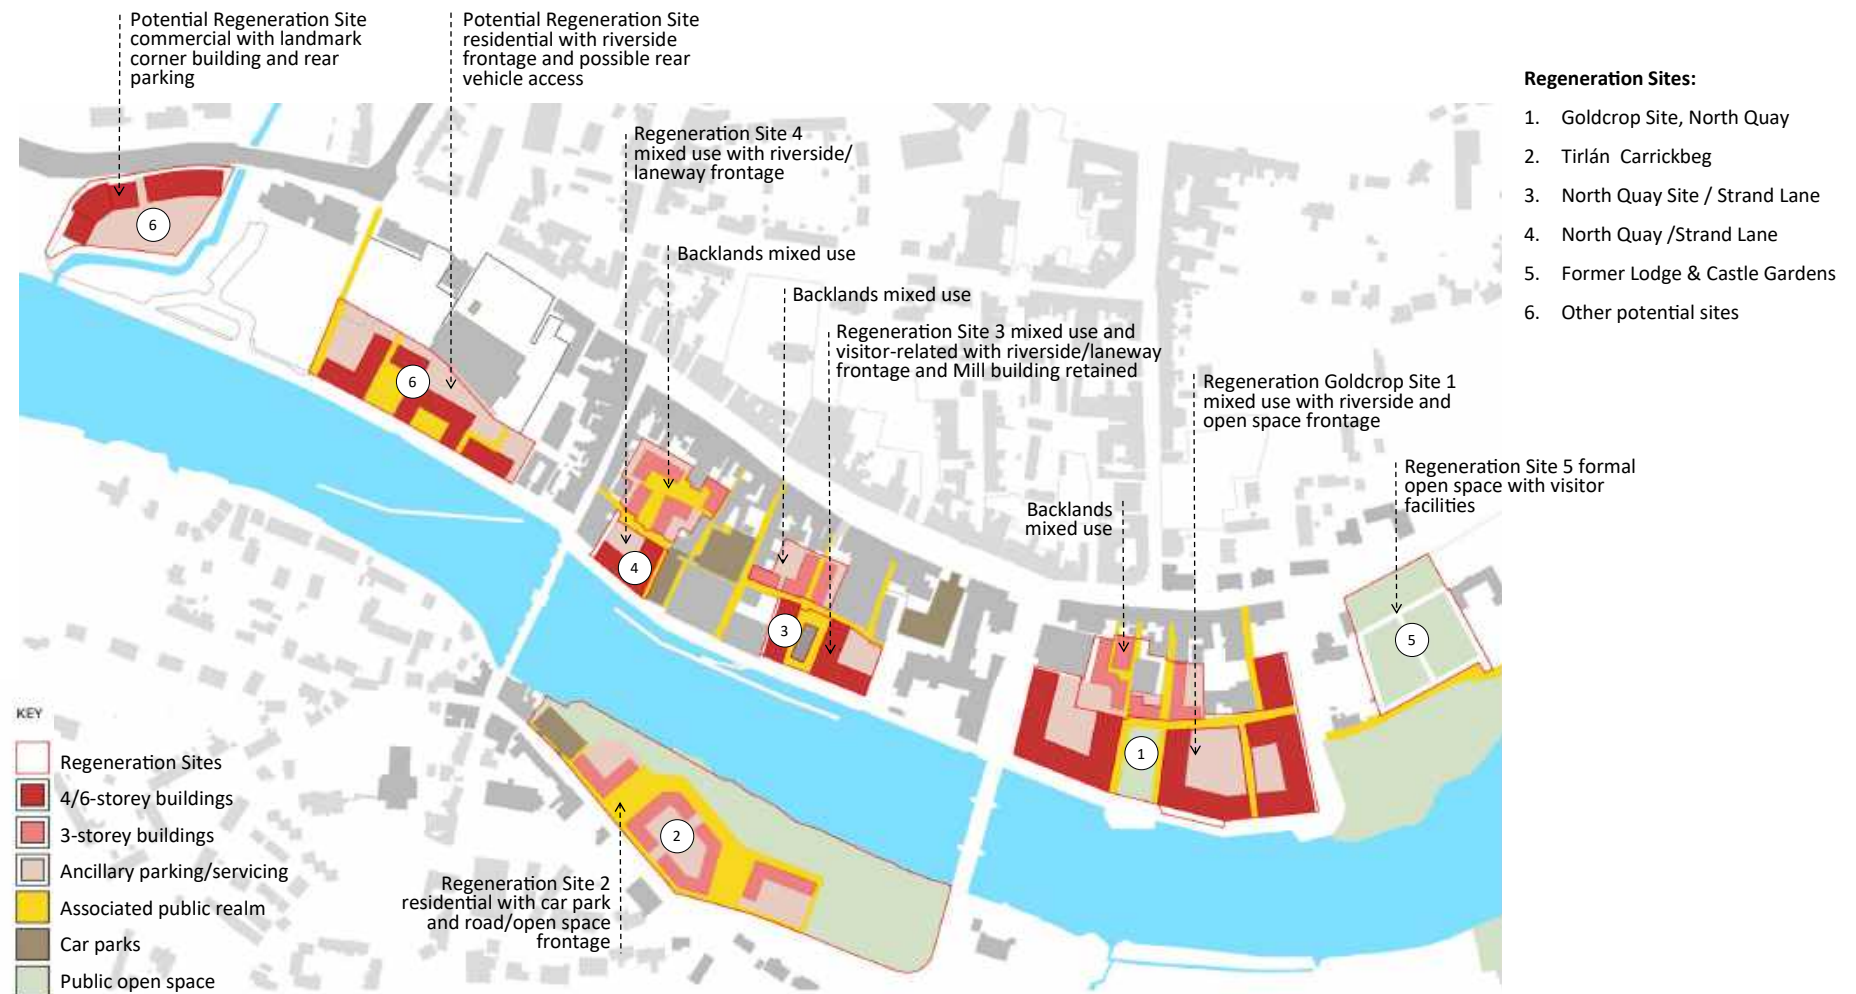 Potential Regeneration Site
commercial with landmark
corner building and rear
parking
Potential Regeneration Site
residential with riverside
frontage and possible rear
vehicle access
Regeneration Site 4
mixed use with riverside/
laneway frontage
Backlands mixed use
Backlands mixed use
Regeneration Site 3 mixed use and
visitor-related with riverside/laneway
frontage and Mill building retained
Regeneration Goldcrop Site 1
mixed use with riverside and
open space frontage
Regeneration Site 5 formal
open space with visitor
facilities
Backlands
mixed use
Regeneration Site 2
residential with car park
and road/open space
frontage
6
6
4
3
1
5
2
Regeneration Sites:
1. Goldcrop Site, North Quay
2. Tirlán Carrickbeg
3. North Quay Site / Strand Lane
4. North Quay /Strand Lane
5. Former Lodge & Castle Gardens
6. Other potential sites
KEY
Regeneration Sites
4/6-storey buildings
3-storey buildings
Ancillary parking/servicing
Associated public realm
Car parks
Public open space